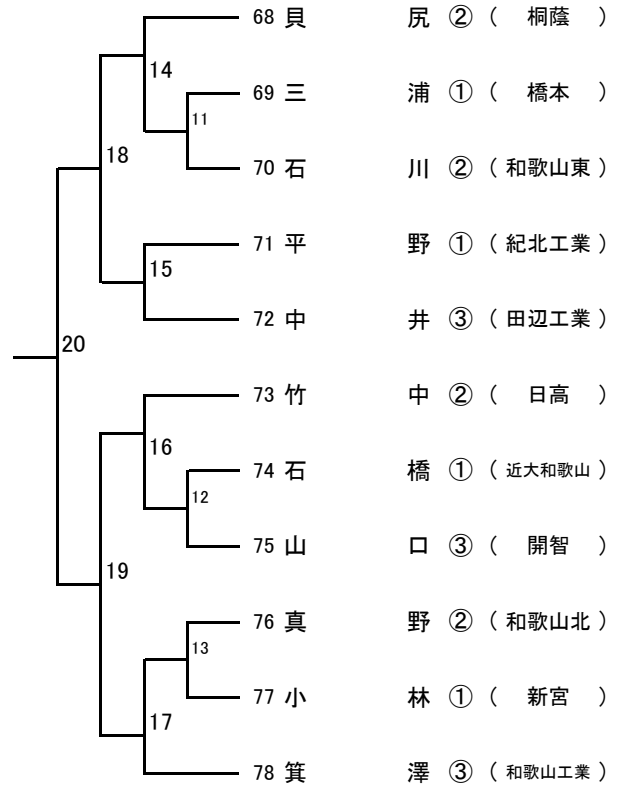 68 貝 尻 ② ( 桐蔭 )
14
69 三 浦 ① ( 橋本 )
11
18
70 石 川 ② ( 和歌山東 )
71 平 野 ① ( 紀北工業 )
15
72 中 井 ③ ( 田辺工業 )
20
73 竹 中 ② ( 日高 )
16
74 石 橋 ① ( 近大和歌山 )
12
75 山 口 ③ ( 開智 )
19
76 真 野 ② ( 和歌山北 )
13
77 小 林 ① ( 新宮 )
17
78 箕 澤 ③ ( 和歌山工業 )